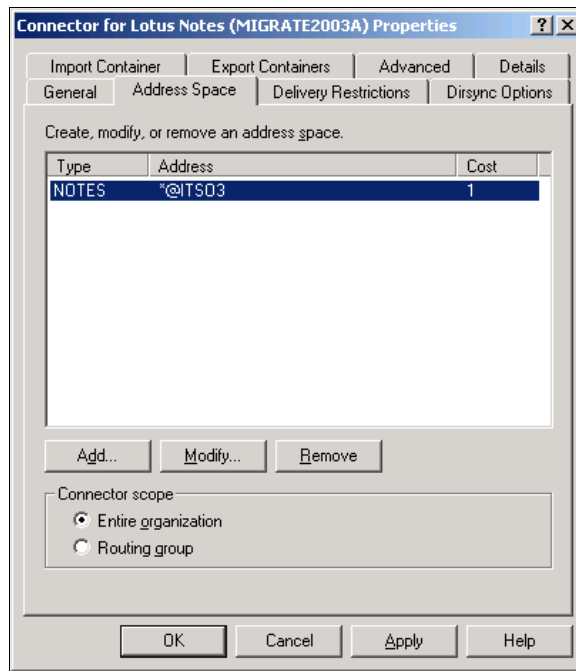 Connector for Lotus Notes (MIGRATE2003A) Properties
Import Container Export Containers Advanced Details
General Address Space Delivery Restrictions Dirsync Options
Create, modify, or remove an address space.
Type Address Cost
NOTES *@ITSO3 1
Add... Modify... Remove
Connector scope
Entire organization
Routing group
OK Cancel Apply Help